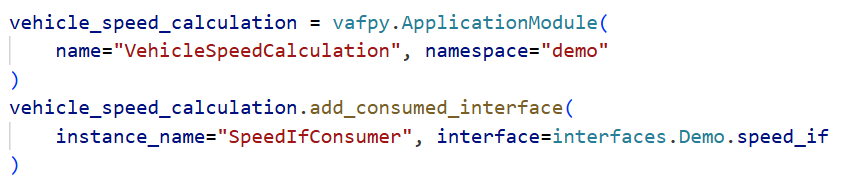 vehicle_speed_calculation = vafpy.ApplicationModule(
    name="VehicleSpeedCalculation", namespace="demo"
)
vehicle_speed_calculation.add_consumed_interface(
    instance_name="SpeedIfConsumer", interface=interfaces.Demo.speed_if
)